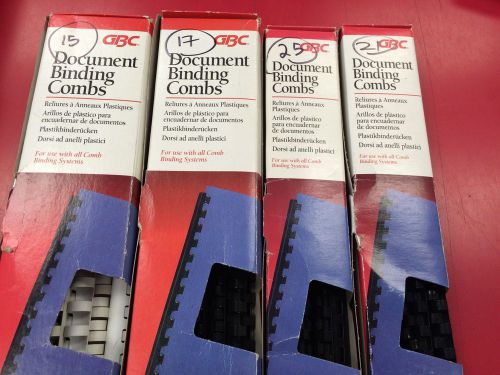 15
GBC
Document
Binding
Combs
Reliures à Anneaux Plastiques
Arillos de plástico para
encuadernar de documentos
Plastikbinderücken
Dorsi ad anelli plastici
For use with all Comb
Binding Systems
17
GBC
Document
Binding
Combs
Reliures à Anneaux Plastiques
Arillos de plástico para
encuadernar de documentos
Plastikbinderücken
Dorsi ad anelli plastici
For use with all Comb
Binding Systems
25
GBC
Document
Binding
Combs
Reliures à Anneaux Plastiques
Arillos de plástico para
encuadernar de documentos
Plastikbinderücken
Dorsi ad anelli plastici
For use with all Comb
Binding Systems
21
GBC
Document
Binding
Combs
Reliures à Anneaux Plastiques
Arillos de plástico para
encuadernar de documentos
Plastikbinderücken
Dorsi ad anelli plastici
For use with all Comb
Binding Systems